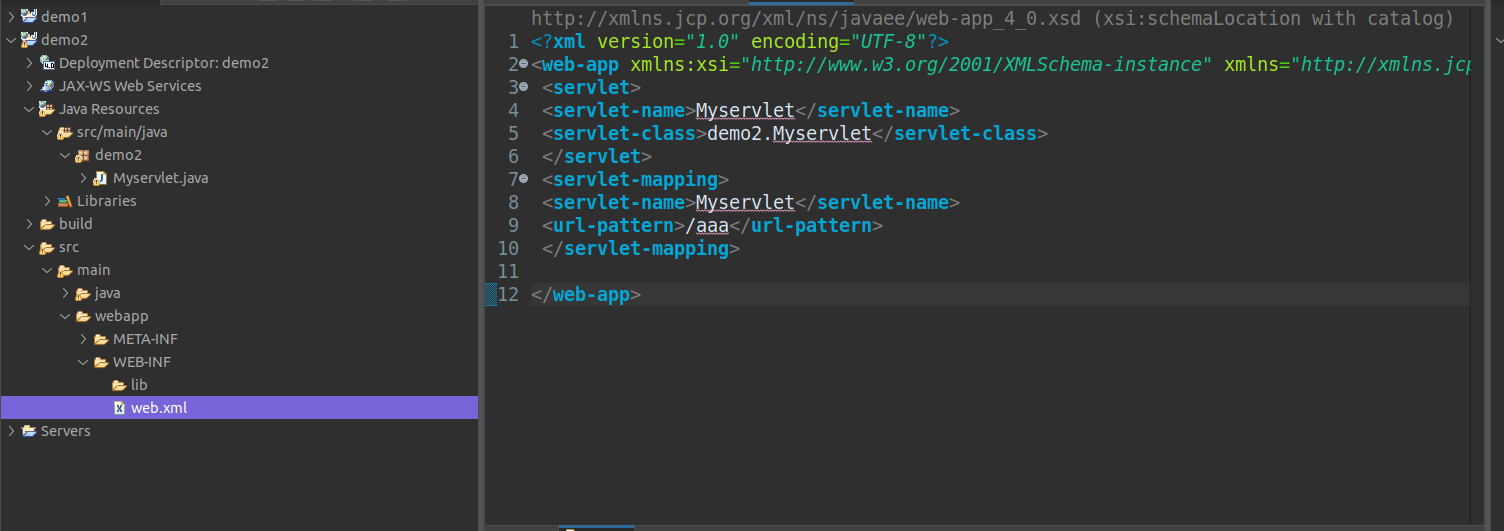 demo1
demo2
Deployment Descriptor: demo2
JAX-WS Web Services
Java Resources
src/main/java
demo2
Myservlet.java
Libraries
build
src
main
java
webapp
META-INF
WEB-INF
lib
web.xml
Servers
http://xmlns.jcp.org/xml/ns/javaee/web-app_4_0.xsd (xsi:schemaLocation with catalog)
1 <?xml version="1.0" encoding="UTF-8"?>
2 <web-app xmlns:xsi="http://www.w3.org/2001/XMLSchema-instance" xmlns="http://xmlns.jcp
3 <servlet>
4 <servlet-name>Myservlet</servlet-name>
5 <servlet-class>demo2.Myservlet</servlet-class>
6 </servlet>
7 <servlet-mapping>
8 <servlet-name>Myservlet</servlet-name>
9 <url-pattern>/aaa</url-pattern>
10 </servlet-mapping>
11
12 </web-app>